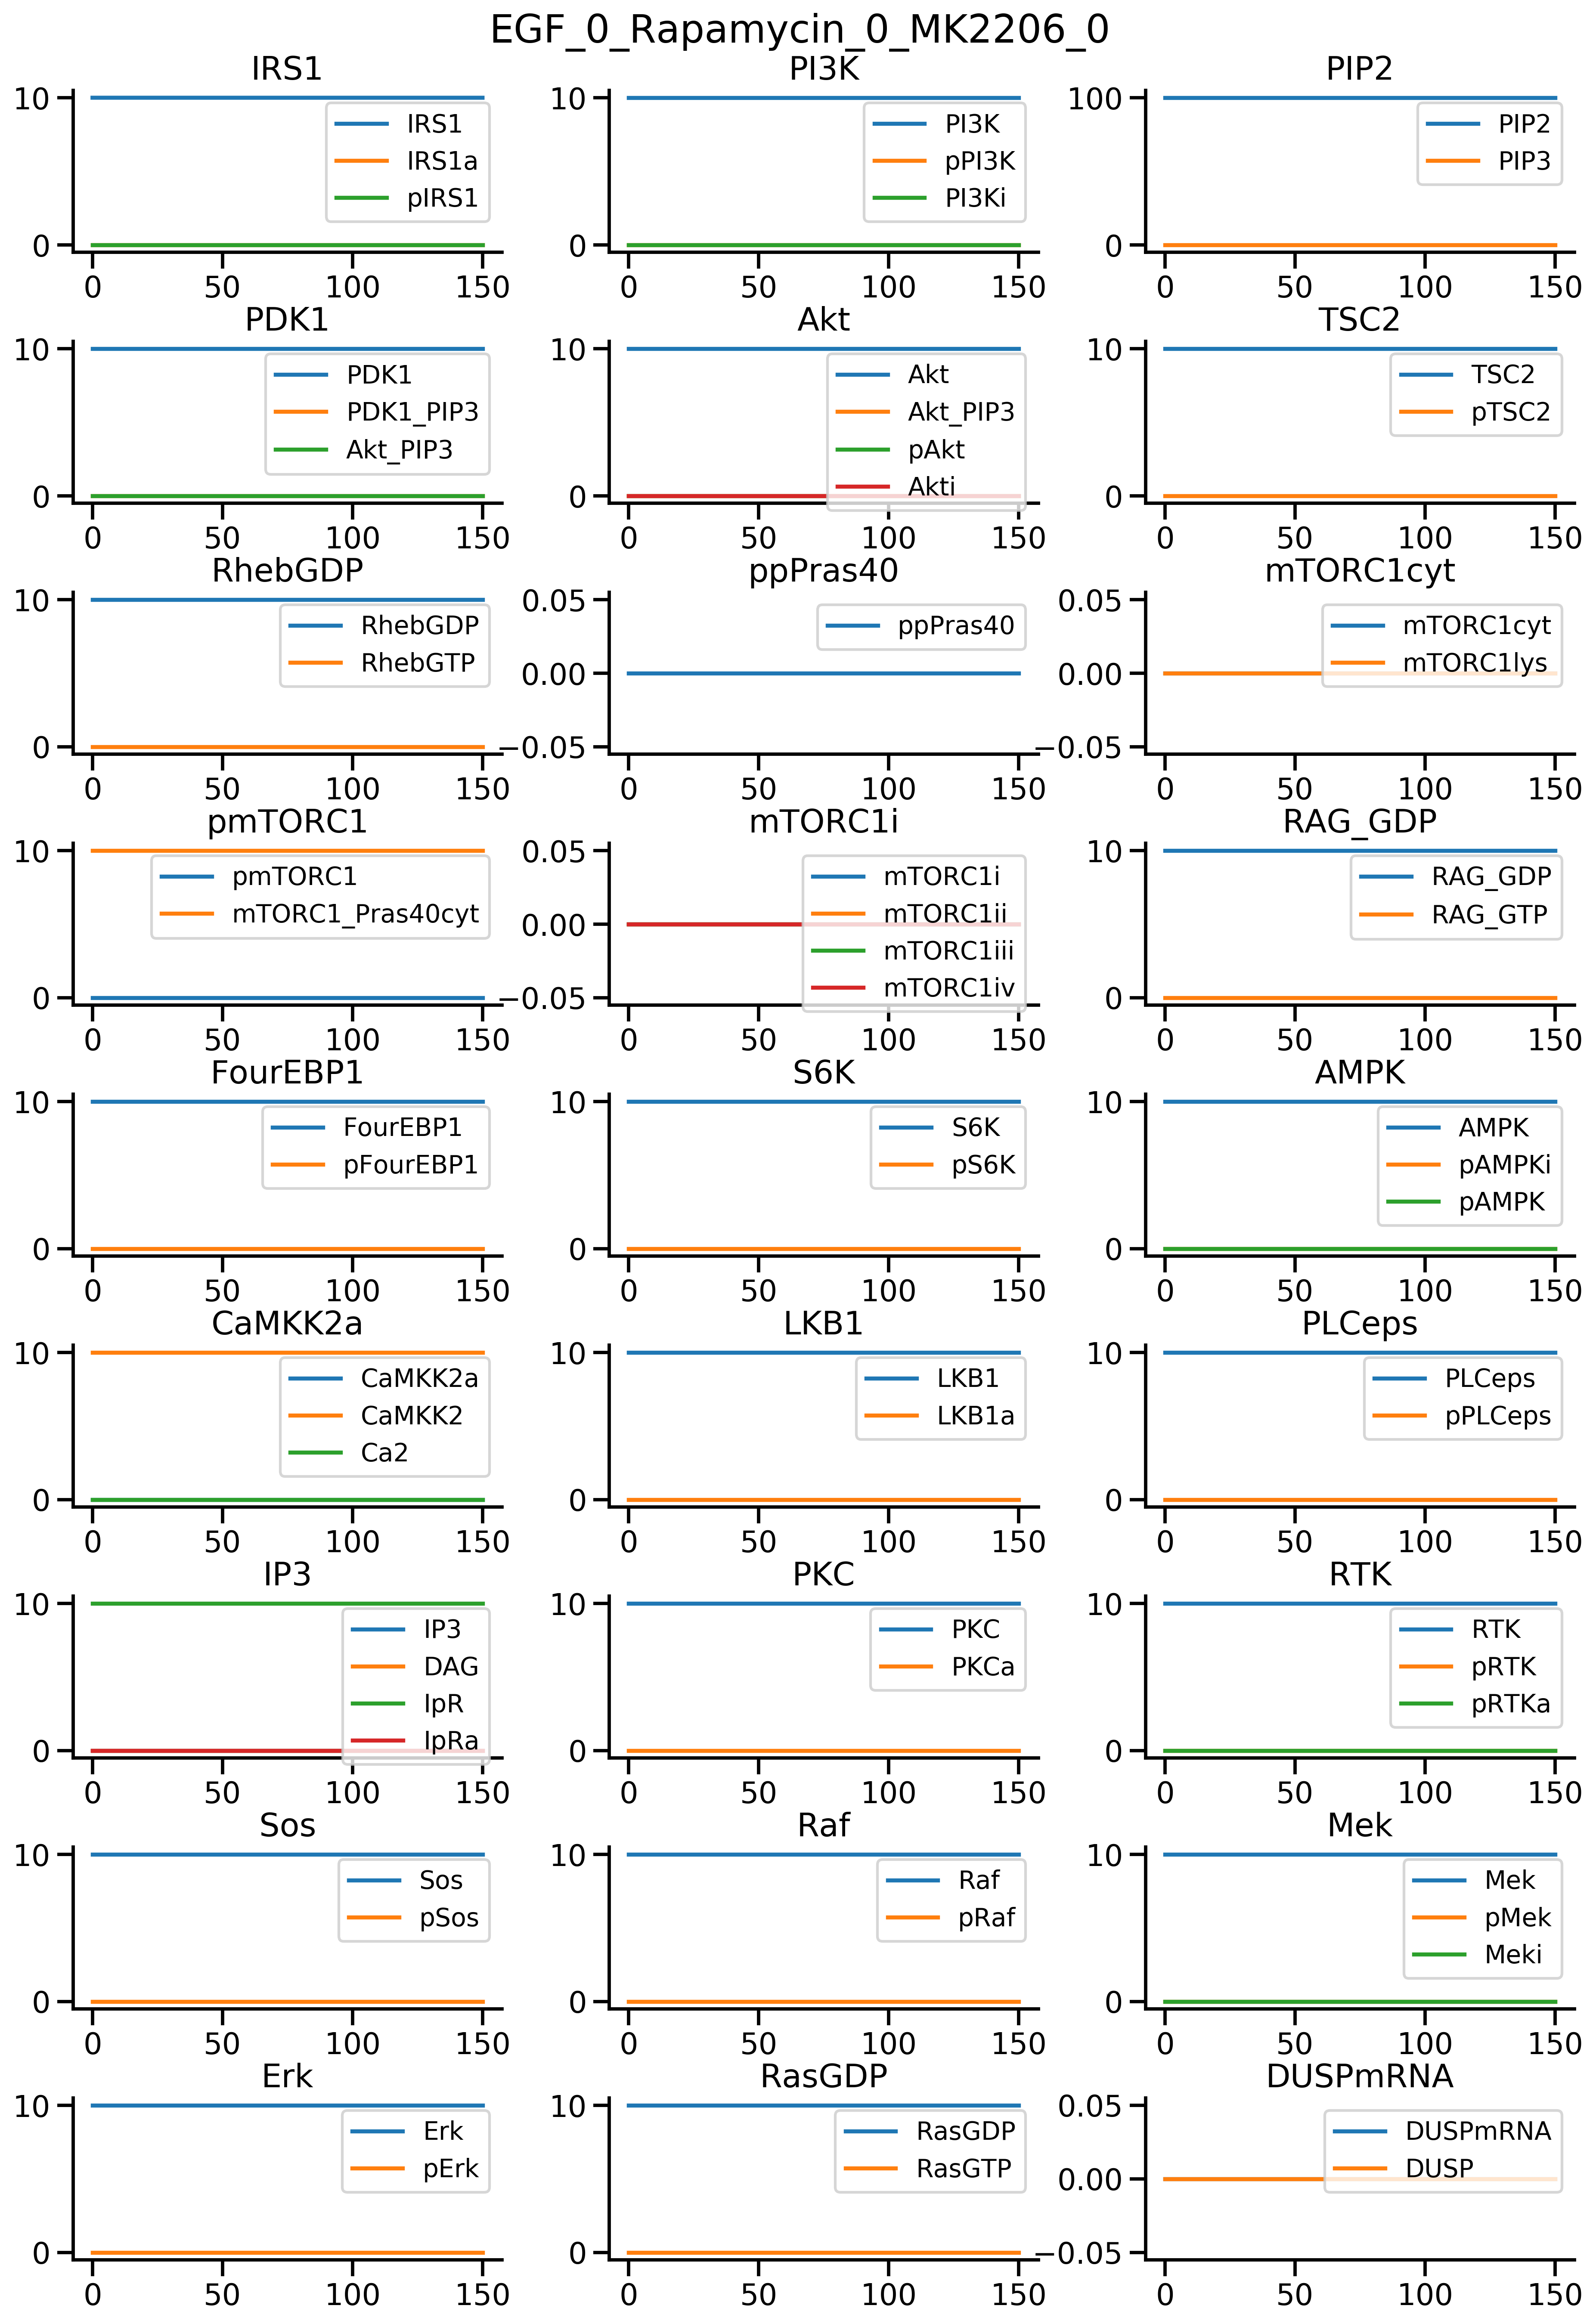 EGF_0_Rapamycin_0_MK2206_0
IRS1
10
0
0 50 100 150
IRS1
IRS1a
pIRS1
PI3K
10
0
0 50 100 150
PI3K
pPI3K
PI3Ki
PIP2
100
0
0 50 100 150
PIP2
PIP3
PDK1
10
0
0 50 100 150
PDK1
PDK1_PIP3
Akt_PIP3
Akt
10
0
0 50 100 150
Akt
Akt_PIP3
pAkt
Akti
TSC2
10
0
0 50 100 150
TSC2
pTSC2
RhebGDP
10
0
0 50 100 150
RhebGDP
RhebGTP
ppPras40
0.05
0.00
−0.05
0 50 100 150
ppPras40
mTORC1cyt
0.05
0.00
−0.05
0 50 100 150
mTORC1cyt
mTORC1lys
pmTORC1
10
0
0 50 100 150
pmTORC1
mTORC1_Pras40cyt
mTORC1i
0.05
0.00
−0.05
0 50 100 150
mTORC1i
mTORC1ii
mTORC1iii
mTORC1iv
RAG_GDP
10
0
0 50 100 150
RAG_GDP
RAG_GTP
FourEBP1
10
0
0 50 100 150
FourEBP1
pFourEBP1
S6K
10
0
0 50 100 150
S6K
pS6K
AMPK
10
0
0 50 100 150
AMPK
pAMPKi
pAMPK
CaMKK2a
10
0
0 50 100 150
CaMKK2a
CaMKK2
Ca2
LKB1
10
0
0 50 100 150
LKB1
LKB1a
PLCeps
10
0
0 50 100 150
PLCeps
pPLCeps
IP3
10
0
0 50 100 150
IP3
DAG
IpR
IpRa
PKC
10
0
0 50 100 150
PKC
PKCa
RTK
10
0
0 50 100 150
RTK
pRTK
pRTKa
Sos
10
0
0 50 100 150
Sos
pSos
Raf
10
0
0 50 100 150
Raf
pRaf
Mek
10
0
0 50 100 150
Mek
pMek
Meki
Erk
10
0
0 50 100 150
Erk
pErk
RasGDP
10
0
0 50 100 150
RasGDP
RasGTP
DUSPmRNA
0.05
0.00
−0.05
0 50 100 150
DUSPmRNA
DUSP